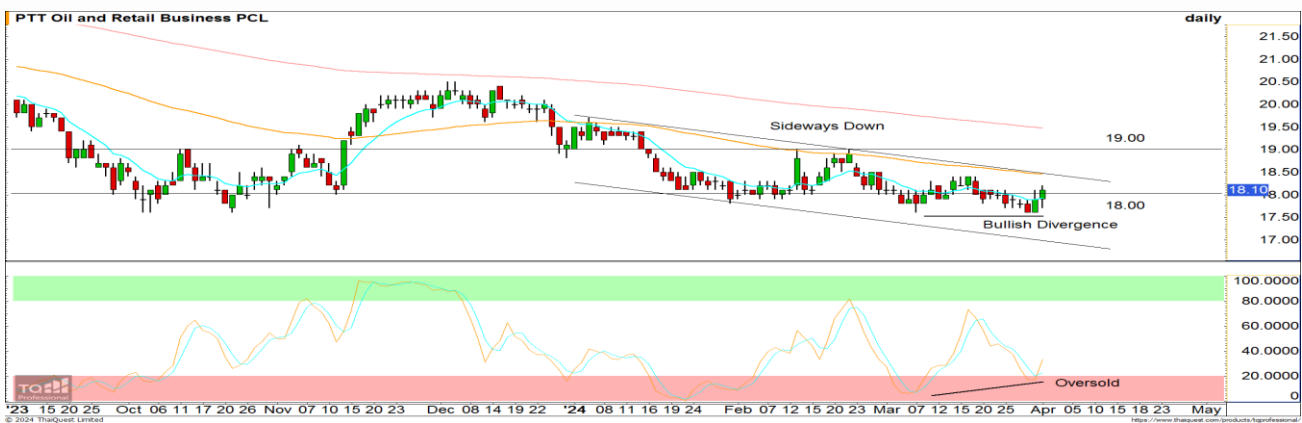 PTT Oil and Retail Business PCL
daily
21.50
21.00
20.50
20.00
19.50
19.00
18.50
18.00
17.50
17.00
18.10
Sideways Down
19.00
18.00
Bullish Divergence
100.0000
80.0000
60.0000
40.0000
20.0000
0
Oversold
TQ
Professional
'23 15 20 25 Oct 06 11 17 20 26 Nov 07 10 15 20 23 Dec 08 14 19 22 '24 08 11 16 19 24 Feb 07 12 15 20 23 Mar 07 12 15 20 25 Apr 05 10 15 18 23 May
© 2024 ThaiQuest Limited
https://www.thaiquest.com/products/tqprofessional/